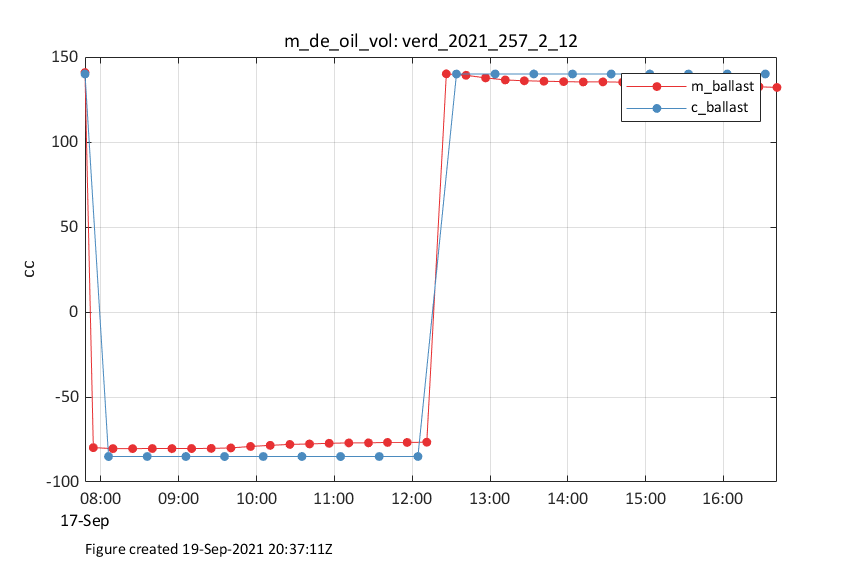 m_de_oil_vol: verd_2021_257_2_12
150
100
50
0
-50
-100
cc
m_ballast
c_ballast
08:00 09:00 10:00 11:00 12:00 13:00 14:00 15:00 16:00
17-Sep
Figure created 19-Sep-2021 20:37:11Z